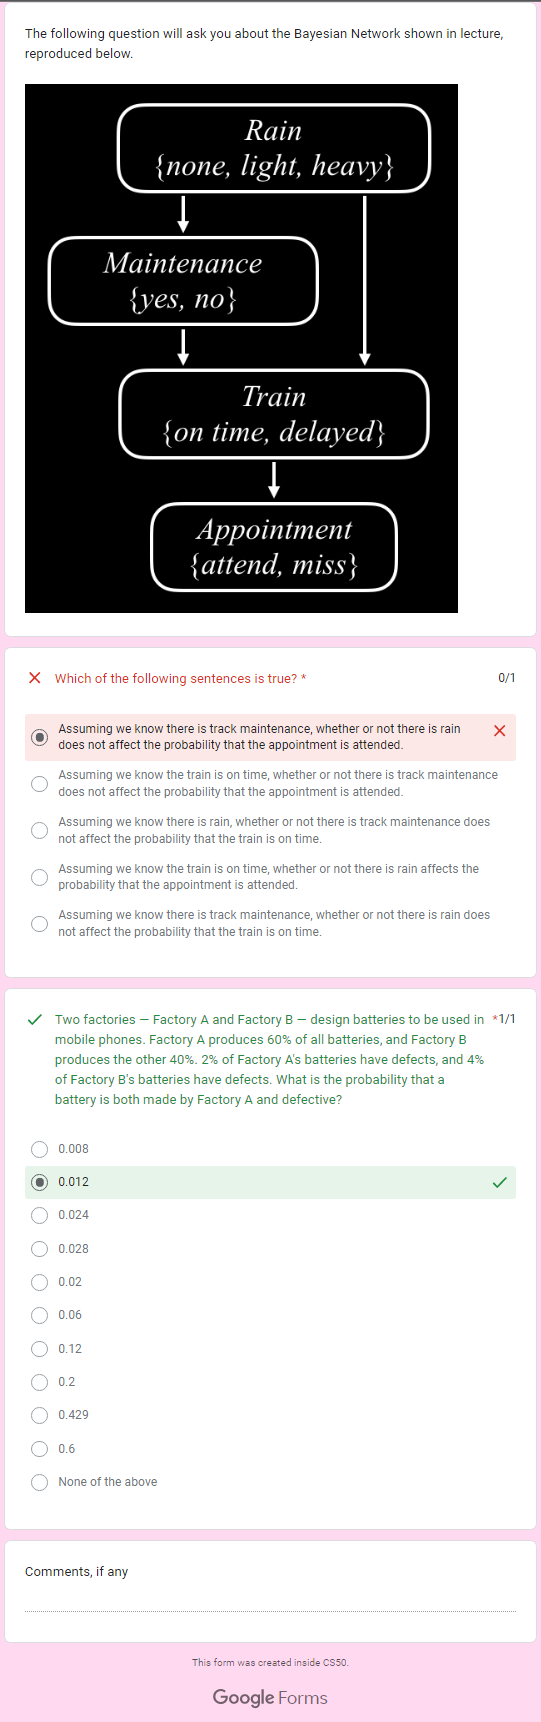 The following question will ask you about the Bayesian Network shown in lecture,
reproduced below.
Rain
{none, light, heavy}
Maintenance
{yes, no}
Train
{on time, delayed}
Appointment
{attend, miss}
Which of the following sentences is true? *
0/1
Assuming we know there is track maintenance, whether or not there is rain
does not affect the probability that the appointment is attended.
Assuming we know the train is on time, whether or not there is track maintenance
does not affect the probability that the appointment is attended.
Assuming we know there is rain, whether or not there is track maintenance does
not affect the probability that the train is on time.
Assuming we know the train is on time, whether or not there is rain affects the
probability that the appointment is attended.
Assuming we know there is track maintenance, whether or not there is rain does
not affect the probability that the train is on time.
Two factories — Factory A and Factory B — design batteries to be used in *1/1
mobile phones. Factory A produces 60% of all batteries, and Factory B
produces the other 40%. 2% of Factory A's batteries have defects, and 4%
of Factory B's batteries have defects. What is the probability that a
battery is both made by Factory A and defective?
0.008
0.012
0.024
0.028
0.02
0.06
0.12
0.2
0.429
0.6
None of the above
Comments, if any
This form was created inside CS50.
Google Forms